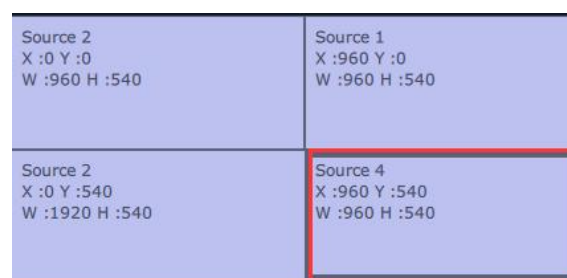 Source 2
X :0 Y :0
W :960 H :540
Source 1
X :960 Y :0
W :960 H :540
Source 2
X :0 Y :540
W :1920 H :540
Source 4
X :960 Y :540
W :960 H :540